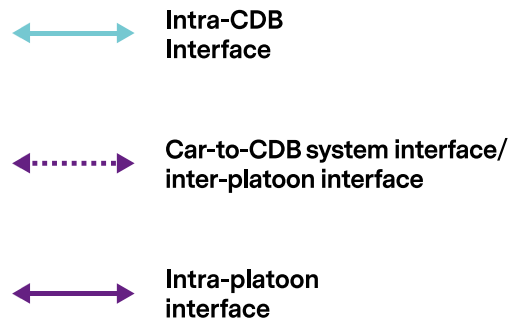 Intra-CDB
Interface
Car-to-CDB system interface/
inter-platoon interface
Intra-platoon
interface